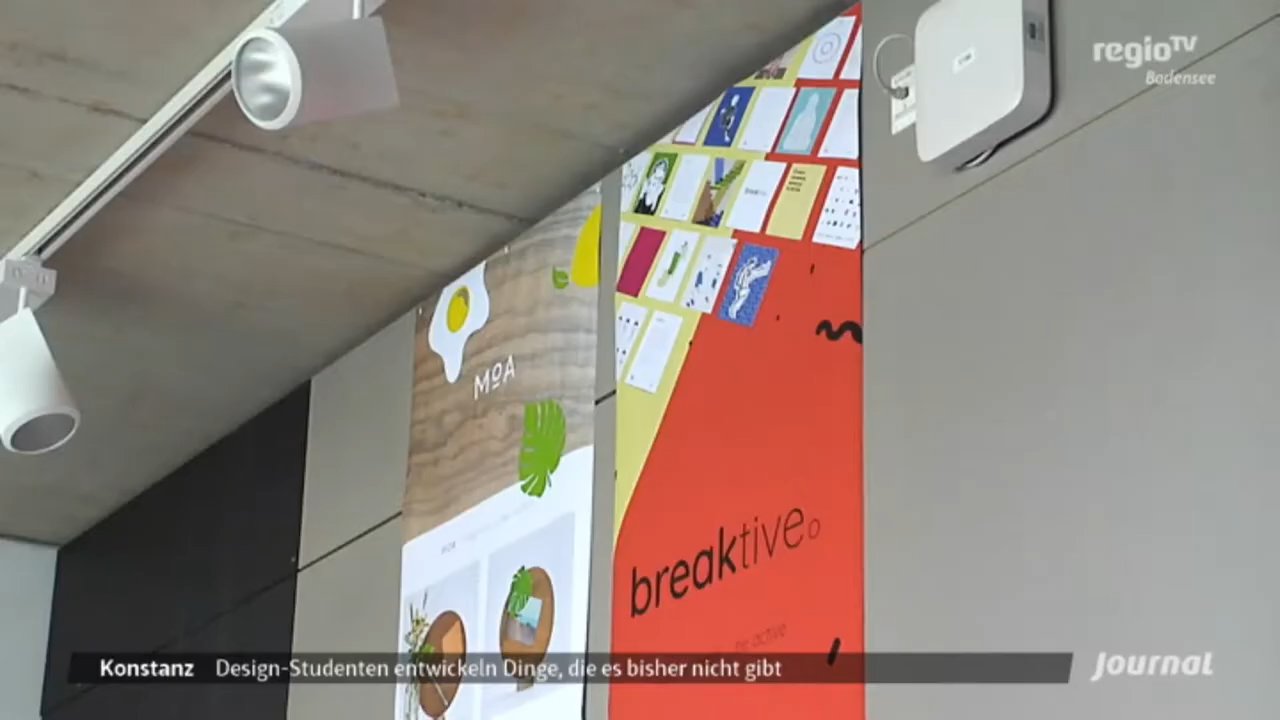 regioTV
Bodensee
MOA
breaktive
Konstanz Design-Studenten entwickeln Dinge, die es bisher nicht gibt
Journal